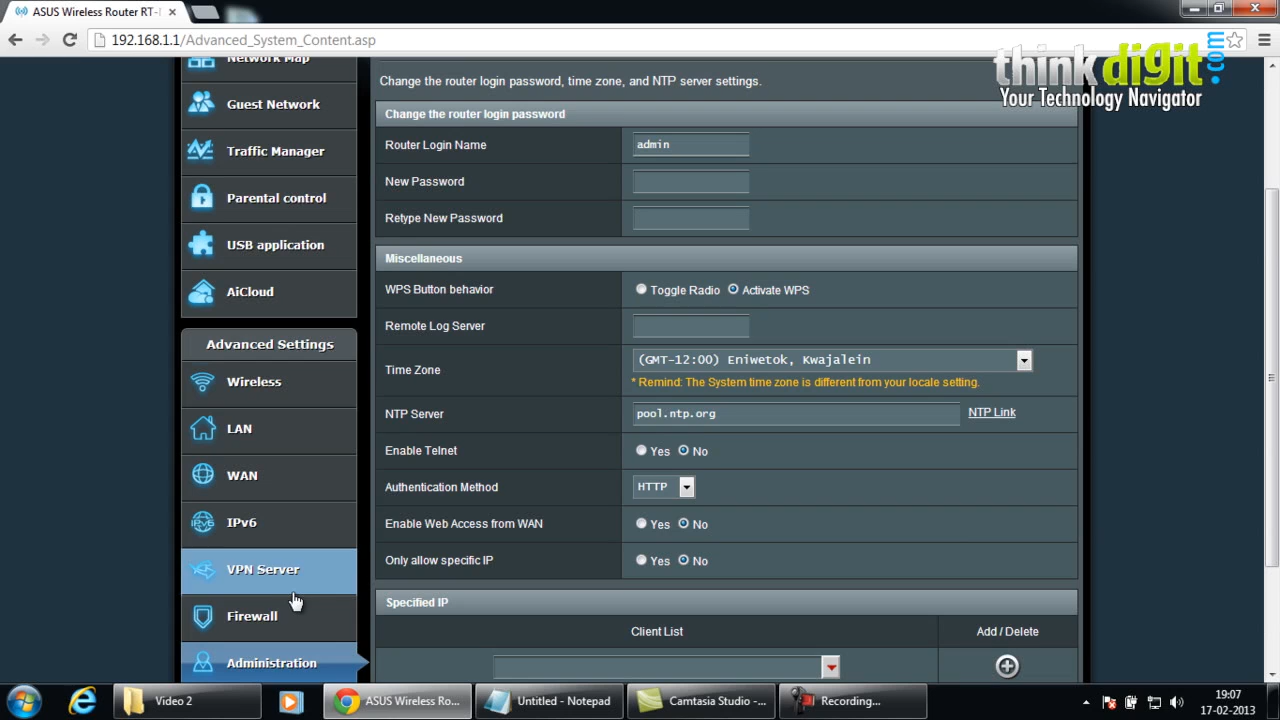 ASUS Wireless Router RT-
192.168.1.1/Advanced_System_Content.asp
thinkdigit.com
Your Technology Navigator
Network Map
Guest Network
Traffic Manager
Parental control
USB application
AiCloud
Advanced Settings
Wireless
LAN
WAN
IPv6
VPN Server
Firewall
Administration
Change the router login password, time zone, and NTP server settings.
Change the router login password
Router Login Name admin
New Password
Retype New Password
Miscellaneous
WPS Button behavior Toggle Radio Activate WPS
Remote Log Server
Time Zone (GMT-12:00) Eniwetok, Kwajalein
* Remind: The System time zone is different from your locale setting.
NTP Server pool.ntp.org NTP Link
Enable Telnet Yes No
Authentication Method HTTP
Enable Web Access from WAN Yes No
Only allow specific IP Yes No
Specified IP
Client List Add / Delete
Video 2
ASUS Wireless Ro...
Untitled - Notepad
Camtasia Studio -...
Recording...
19:07
17-02-2013